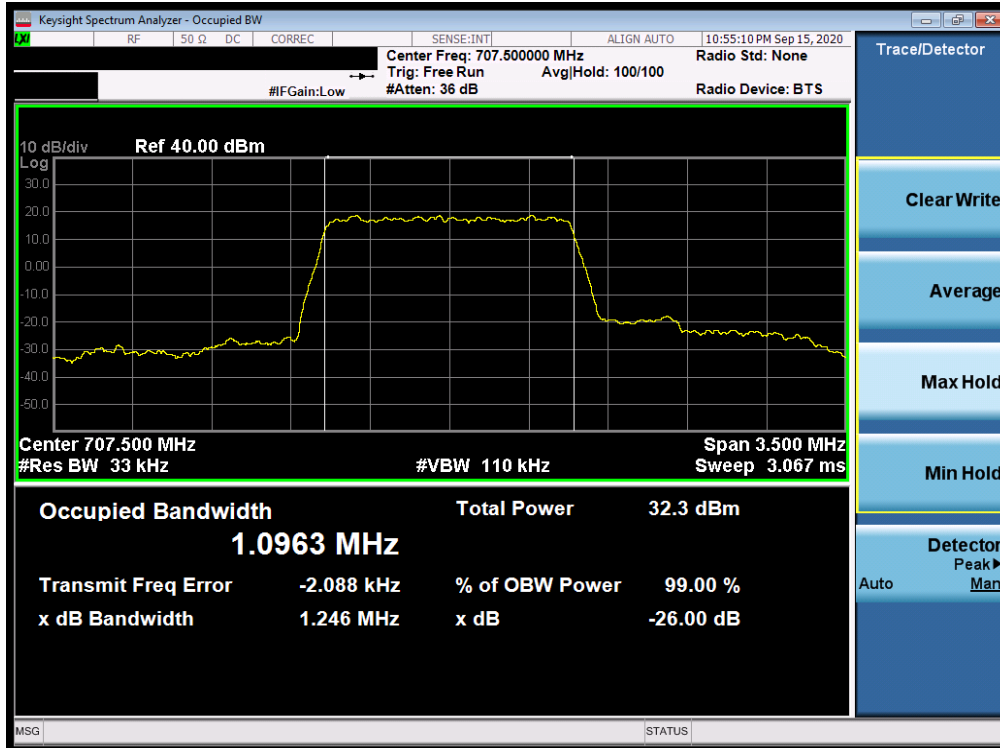 Keysight Spectrum Analyzer - Occupied BW
LXI RF 50 Ω DC CORREC SENSE:INT ALIGN AUTO 10:55:10 PM Sep 15, 2020
Center Freq: 707.500000 MHz Radio Std: None
Trig: Free Run Avg|Hold: 100/100
#IFGain:Low #Atten: 36 dB Radio Device: BTS
10 dB/div Ref 40.00 dBm
Log
30.0
20.0
10.0
0.00
-10.0
-20.0
-30.0
-40.0
-50.0
Center 707.500 MHz Span 3.500 MHz
#Res BW 33 kHz #VBW 110 kHz Sweep 3.067 ms
Occupied Bandwidth Total Power 32.3 dBm
1.0963 MHz
Transmit Freq Error -2.088 kHz % of OBW Power 99.00 %
x dB Bandwidth 1.246 MHz x dB -26.00 dB
MSG STATUS
Trace/Detector
Clear Write
Average
Max Hold
Min Hold
Detector
Peak▶
Auto Man